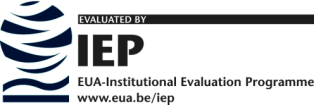 EVALUATED BY
IEP
EUA-Institutional Evaluation Programme
www.eua.be/iep